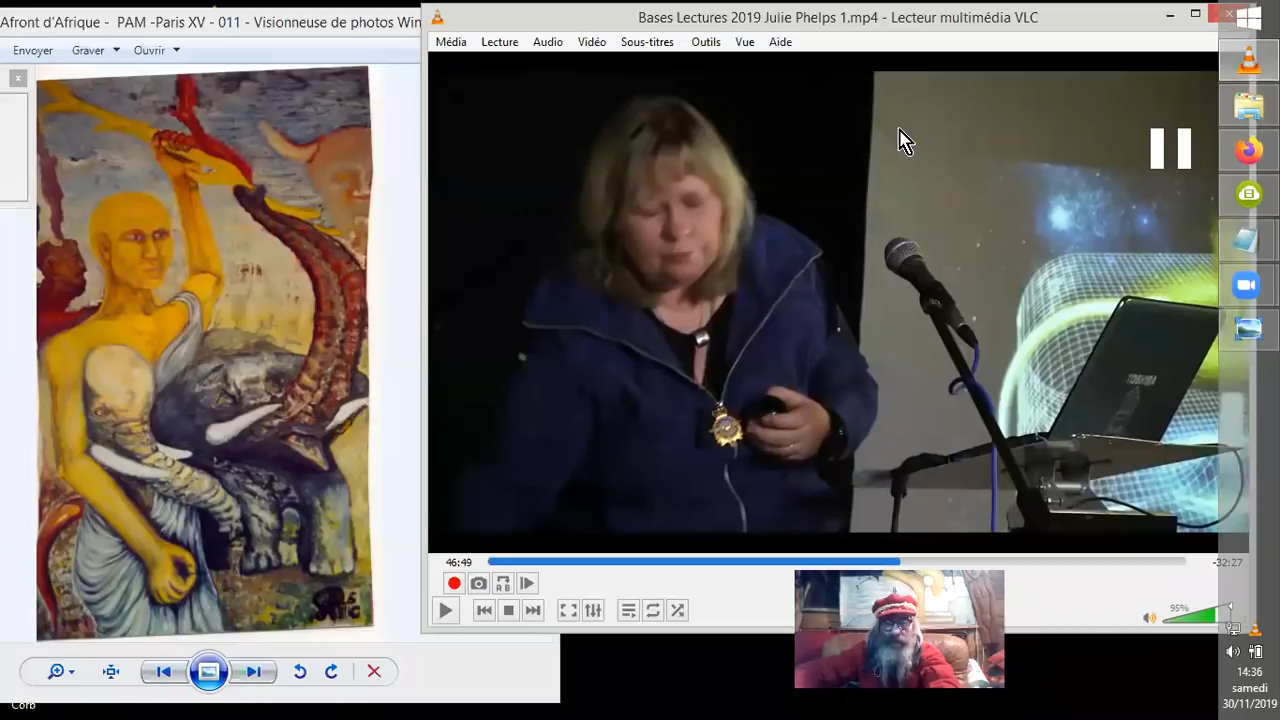 Affront d'Afrique - PAM -Paris XV - 011 - Visionneuse de photos Win
Envoyer Graver Ouvrir
x
Bases Lectures 2019 Julie Phelps 1.mp4 - Lecteur multimédia VLC
Média Lecture Audio Vidéo Sous-titres Outils Vue Aide
TOSHIBA
46:49
-32:27
95%
14:36
samedi
30/11/2019
Corb